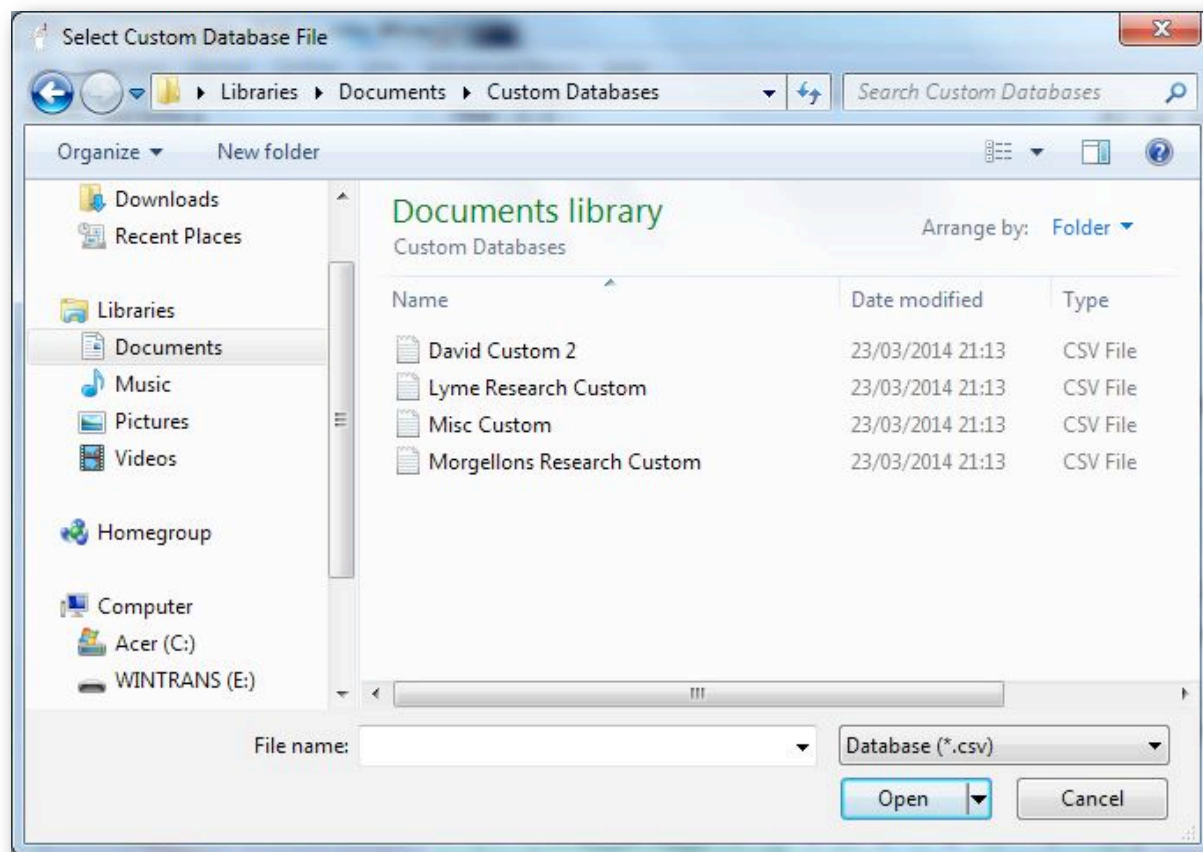 Select Custom Database File
Libraries Documents Custom Databases
Search Custom Databases
Organize New folder
Downloads
Recent Places
Libraries
Documents
Music
Pictures
Videos
Homegroup
Computer
Acer (C:)
WINTRANS (E:)
Documents library
Custom Databases
Arrange by: Folder
Name Date modified Type
David Custom 2 23/03/2014 21:13 CSV File
Lyme Research Custom 23/03/2014 21:13 CSV File
Misc Custom 23/03/2014 21:13 CSV File
Morgellons Research Custom 23/03/2014 21:13 CSV File
File name:
Database (*.csv)
Open Cancel